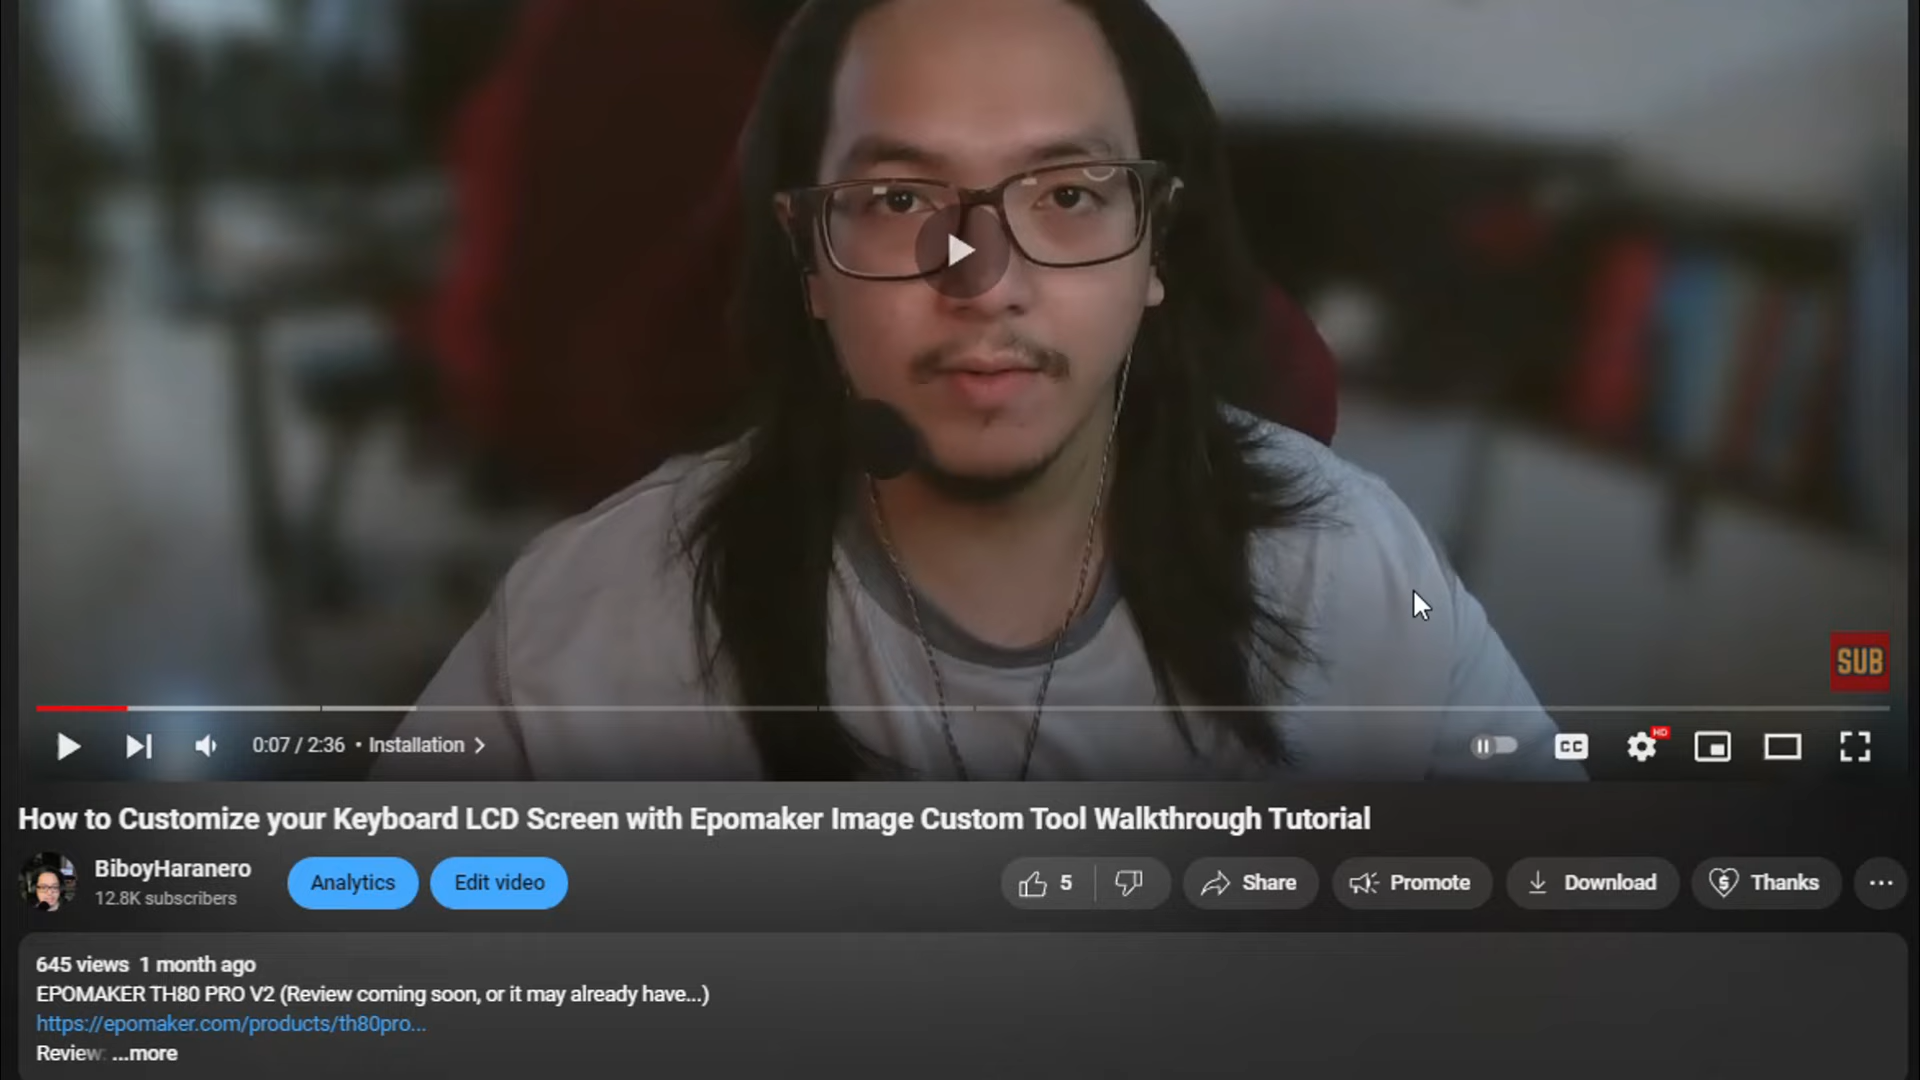 SUB
0:07 / 2:36 • Installation
CC
HD
How to Customize your Keyboard LCD Screen with Epomaker Image Custom Tool Walkthrough Tutorial
BiboyHaranero
12.8K subscribers
Analytics
Edit video
5
Share
Promote
Download
Thanks
645 views 1 month ago
EPOMAKER TH80 PRO V2 (Review coming soon, or it may already have...)
https://epomaker.com/products/th80pro...
Review: ...more